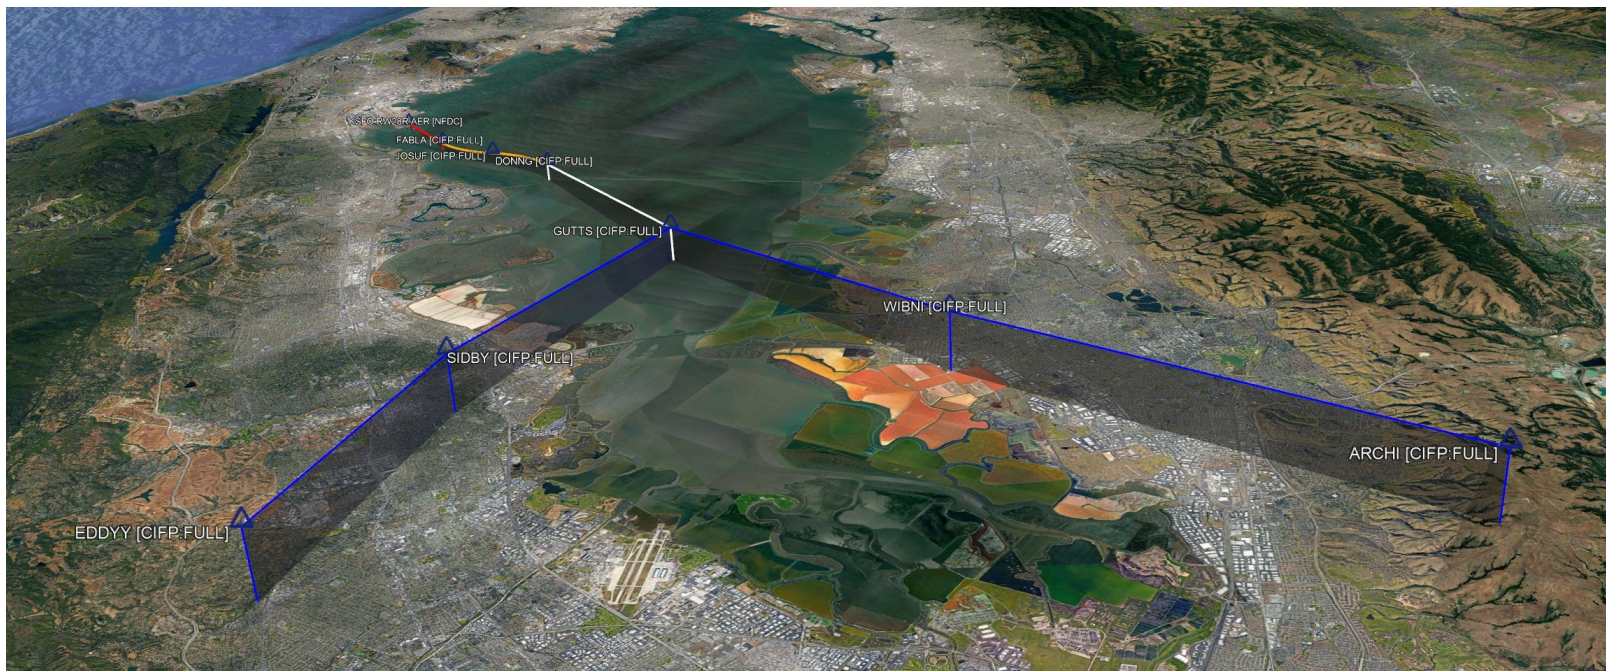 KSFO:RW28R:AER [NFDC]
FABLA [CIFP:FULL]
JOSUF [CIFP:FULL]
DONNG [CIFP:FULL]
GUTTS [CIFP:FULL]
WIBNI [CIFP:FULL]
SIDBY [CIFP:FULL]
ARCHI [CIFP:FULL]
EDDYY [CIFP:FULL]